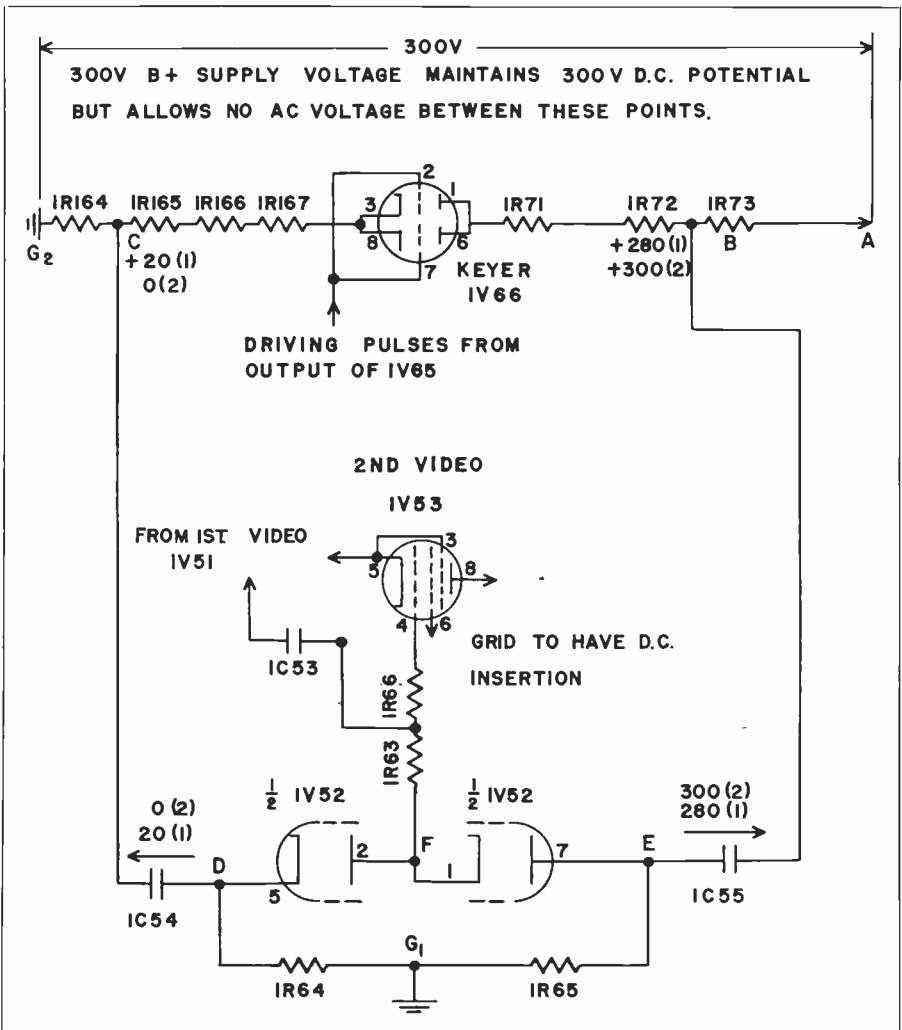 300V
300V B+ SUPPLY VOLTAGE MAINTAINS 300V D.C. POTENTIAL
BUT ALLOWS NO AC VOLTAGE BETWEEN THESE POINTS.
1R164 1R165 1R166 1R167 2 1R71 1R72 1R73
3 1
8 6
7
G2 C B A
+20(1)
0(2)
+280(1)
+300(2)
KEYER
1V66
DRIVING PULSES FROM
OUTPUT OF 1V65
2ND VIDEO
1V53
FROM 1ST VIDEO
1V51
3
5 8
4 6
1C53
GRID TO HAVE D.C.
INSERTION
1R66
1R63
1/2 1V52 1/2 1V52
0(2)
20(1)
300(2)
280(1)
D 2 F 7 E
5 1
1C54 1C55
G1
1R64 1R65